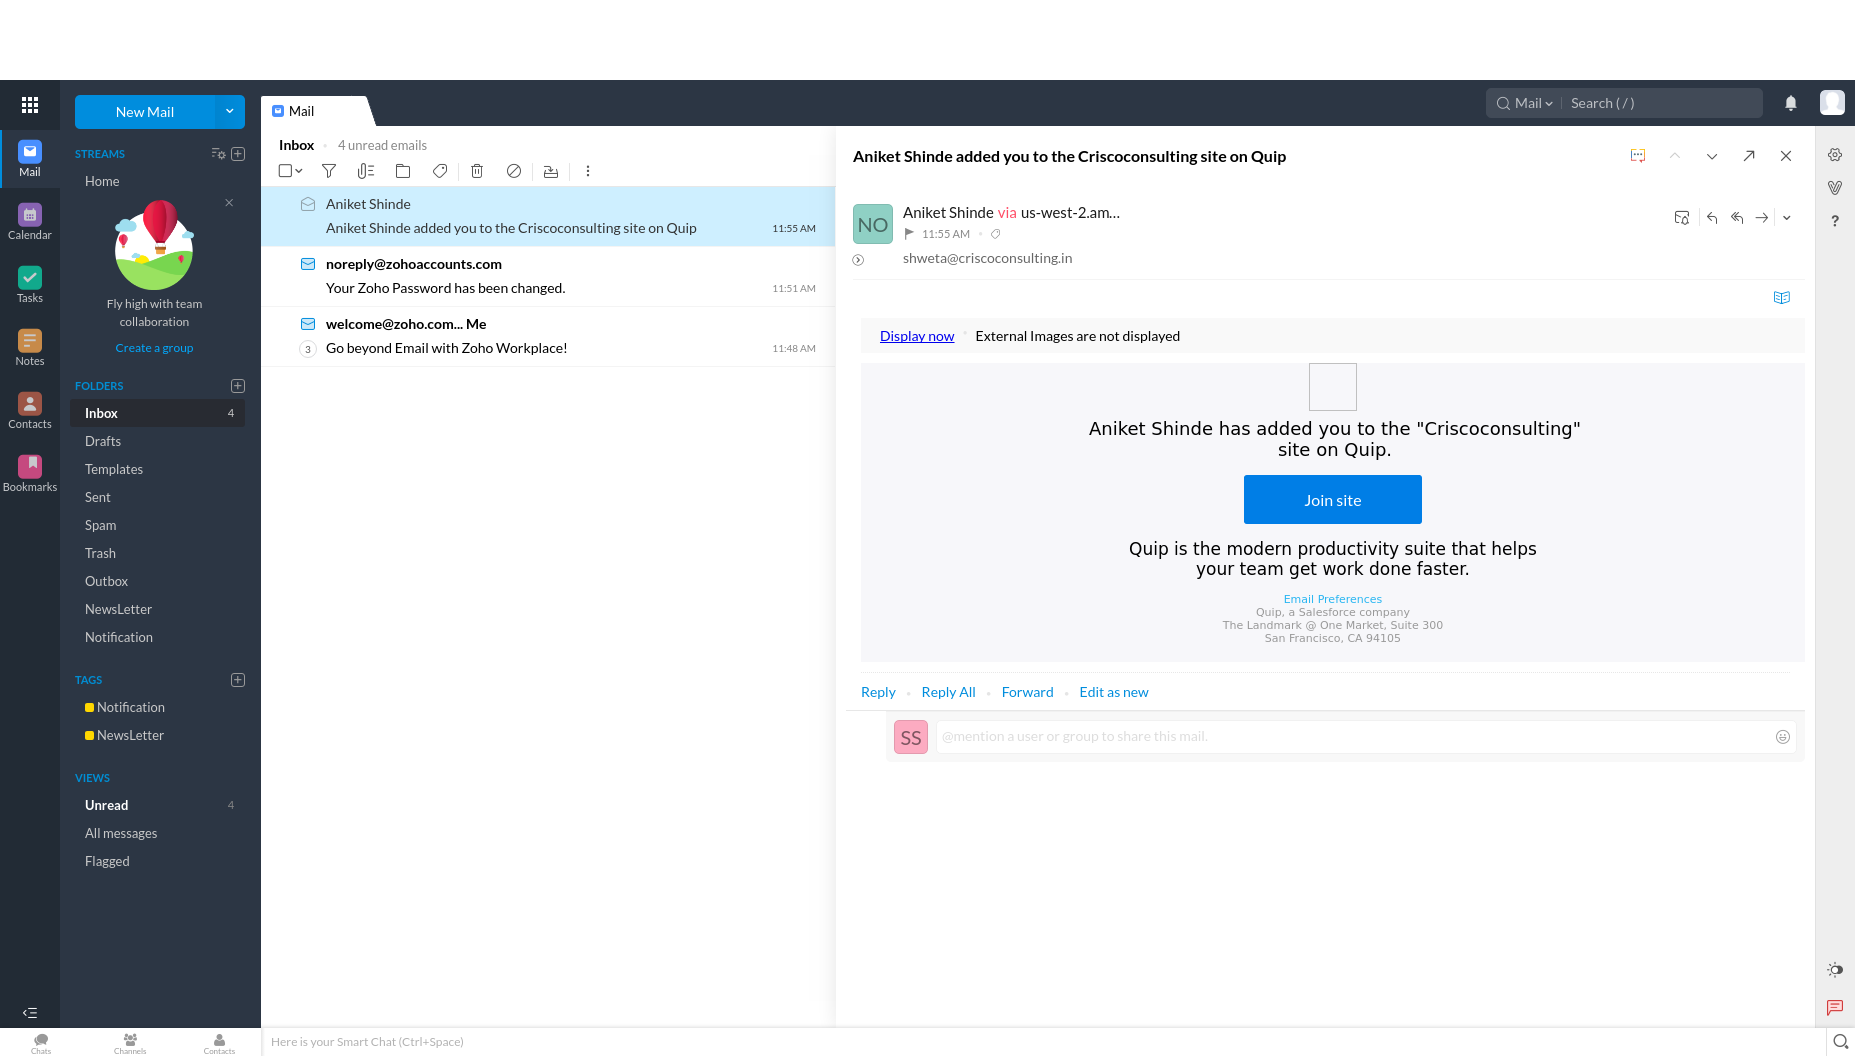 New Mail
Mail
Mail
Search ( / )
STREAMS
Home
Fly high with team
collaboration
Create a group
FOLDERS
Inbox 4
Drafts
Templates
Sent
Spam
Trash
Outbox
NewsLetter
Notification
TAGS
Notification
NewsLetter
VIEWS
Unread 4
All messages
Flagged
Mail
Calendar
Tasks
Notes
Contacts
Bookmarks
Inbox 4 unread emails
Aniket Shinde
Aniket Shinde added you to the Criscoconsulting site on Quip 11:55 AM
noreply@zohoaccounts.com
Your Zoho Password has been changed. 11:51 AM
welcome@zoho.com... Me
3 Go beyond Email with Zoho Workplace! 11:48 AM
Aniket Shinde added you to the Criscoconsulting site on Quip
NO
Aniket Shinde via us-west-2.am...
11:55 AM
shweta@criscoconsulting.in
?
Display now External Images are not displayed
Aniket Shinde has added you to the "Criscoconsulting"
site on Quip.
Join site
Quip is the modern productivity suite that helps
your team get work done faster.
Email Preferences
Quip, a Salesforce company
The Landmark @ One Market, Suite 300
San Francisco, CA 94105
Reply Reply All Forward Edit as new
SS @mention a user or group to share this mail.
Chats
Channels
Contacts
Here is your Smart Chat (Ctrl+Space)